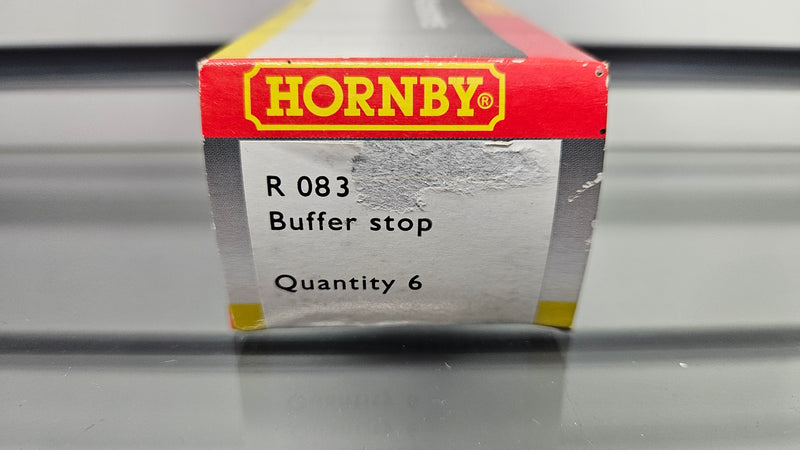 HORNBY®
R 083
Buffer stop
Quantity 6